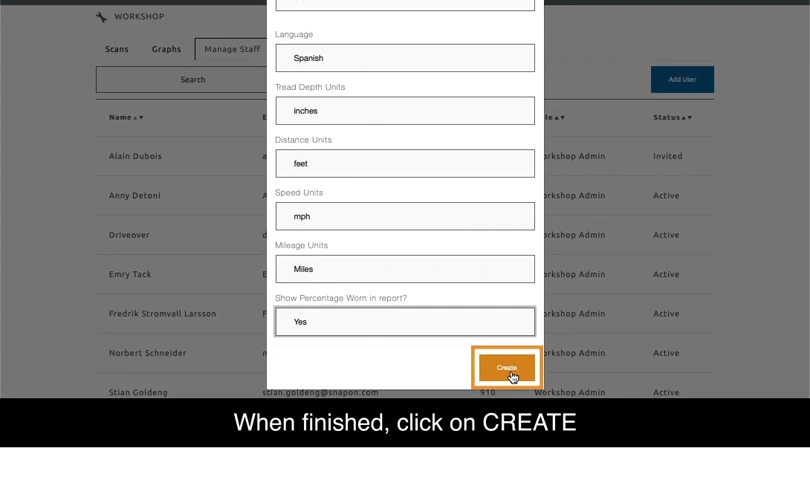 WORKSHOP
Scans Graphs Manage Staff
Search
Add User
Name
Status
Language
Spanish
Tread Depth Units
inches
Distance Units
feet
Speed Units
mph
Mileage Units
Miles
Show Percentage Worn in report?
Yes
Create
Alain Dubois Workshop Admin Invited
Anny Detoni Workshop Admin Active
Driveover Workshop Admin Active
Emry Tack Workshop Admin Active
Fredrik Stromvall Larsson Workshop Admin Active
Norbert Schneider Workshop Admin Active
Stian Goldeng stian.goldeng@snapon.com 910 Workshop Admin Active
When finished, click on CREATE